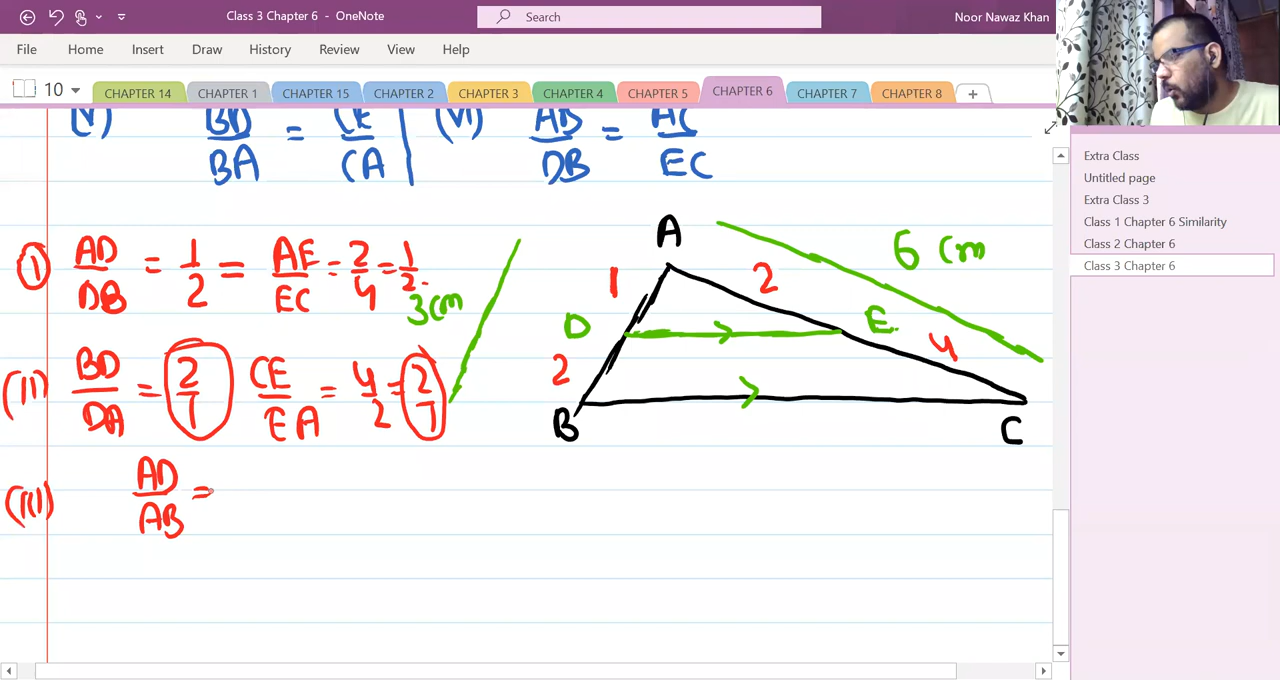 Class 3 Chapter 6 - OneNote
Search
Noor Nawaz Khan
File Home Insert Draw History Review View Help
10 CHAPTER 14 CHAPTER 1 CHAPTER 15 CHAPTER 2 CHAPTER 3 CHAPTER 4 CHAPTER 5 CHAPTER 6 CHAPTER 7 CHAPTER 8 +
Extra Class
Untitled page
Extra Class 3
Class 1 Chapter 6 Similarity
Class 2 Chapter 6
Class 3 Chapter 6
(V) BD/BA = CE/CA | (VI) AB/DB = AC/EC
(I) AD/DB = 1/2 = AE/EC = 2/4 = 1/2.
3 cm
(II) BD/DA = 2/1 CE/EA = 4/2 = 2/1
(III) AD/AB =
A
6 cm
1 2
D E.
2 4
B C